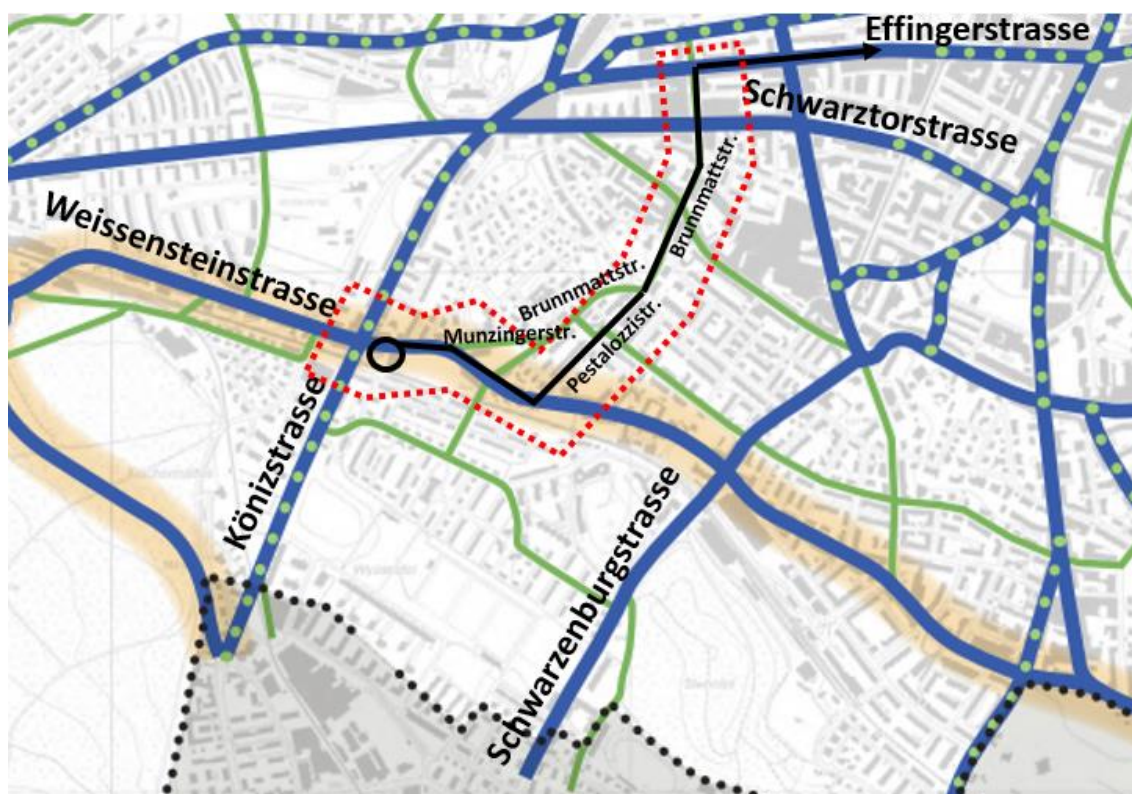 Effingerstrasse
Schwarztorstrasse
Brunnmattstr.
Weissensteinstrasse
Brunnmattstr.
Munzingerstr.
Pestalozzistr.
Könizstrasse
Schwarzenburgstrasse